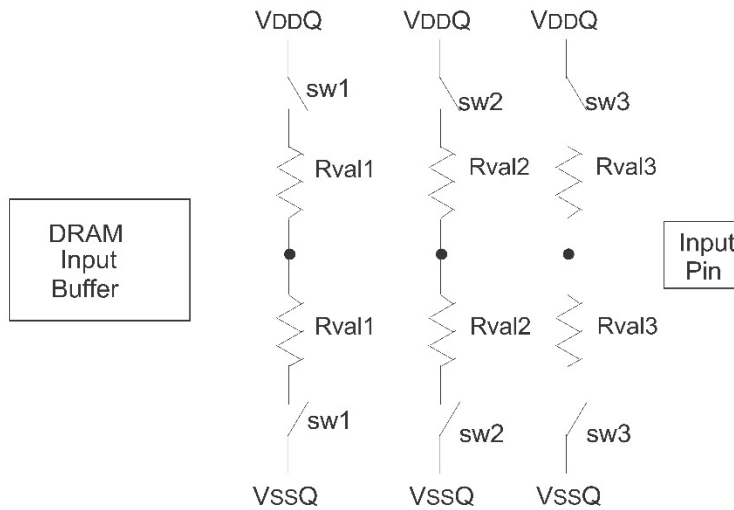 VDDQ VDDQ VDDQ
sw1 sw2 sw3
Rval1 Rval2 Rval3
DRAM
Input
Buffer
Input
Pin
Rval1 Rval2 Rval3
sw1 sw2 sw3
VSSQ VSSQ VSSQ